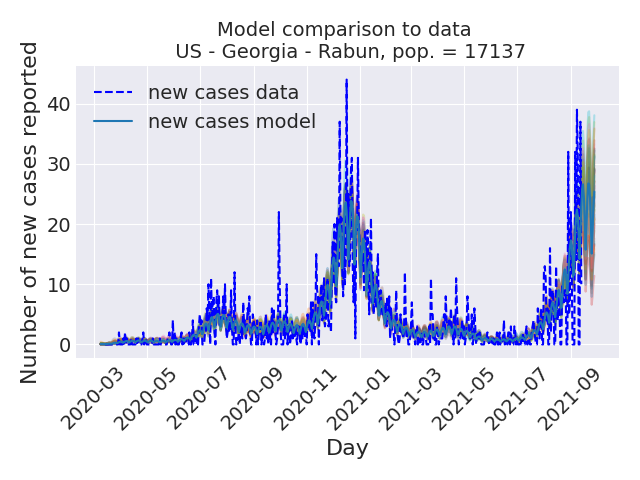 Model comparison to data
US - Georgia - Rabun, pop. = 17137
Number of new cases reported
40
30
20
10
0
new cases data
new cases model
2020-03
2020-05
2020-07
2020-09
2020-11
2021-01
2021-03
2021-05
2021-07
2021-09
Day